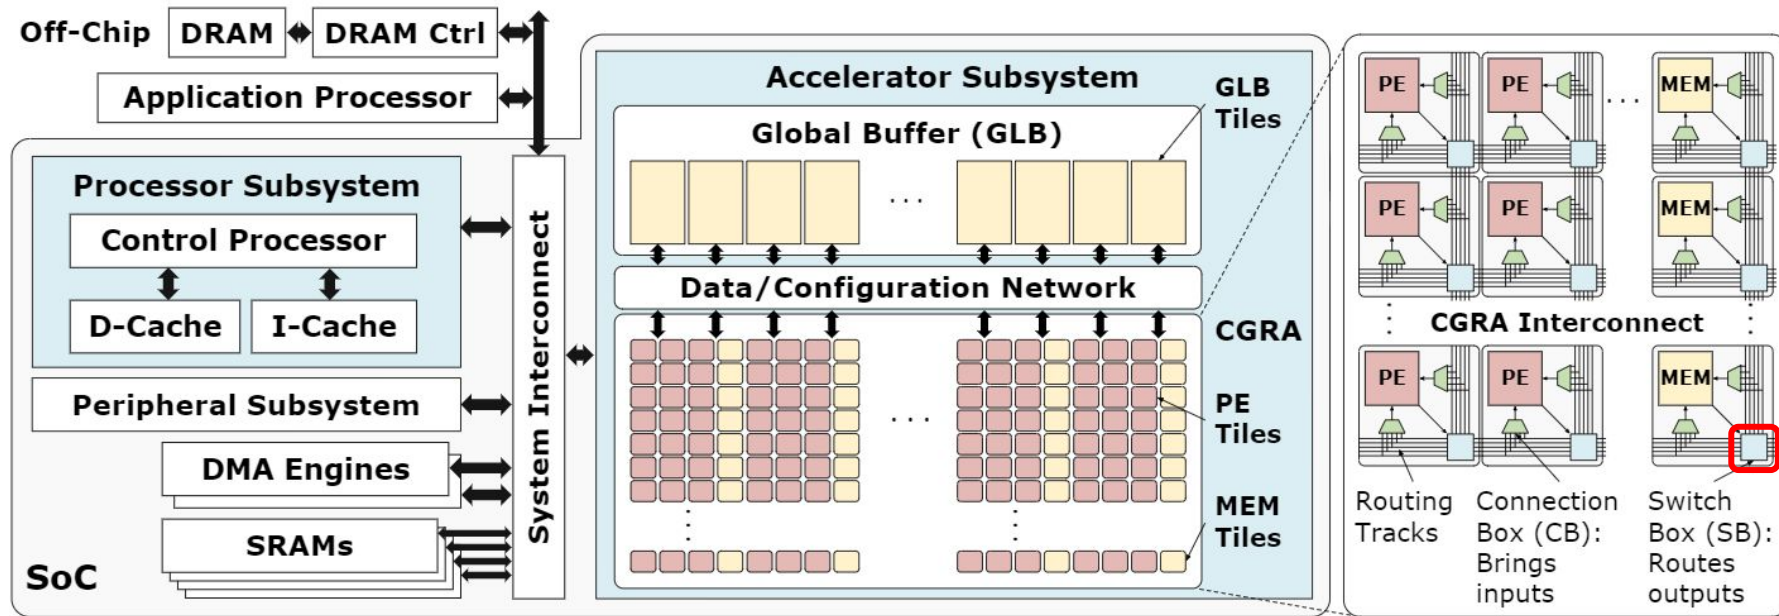 Off-Chip
DRAM
DRAM Ctrl
Application Processor
Processor Subsystem
Control Processor
D-Cache
I-Cache
Peripheral Subsystem
DMA Engines
SRAMs
SoC
System Interconnect
Accelerator Subsystem
Global Buffer (GLB)
. . .
Data/Configuration Network
. . .
GLB
Tiles
CGRA
PE
Tiles
MEM
Tiles
PE
PE
. . .
MEM
PE
PE
MEM
CGRA Interconnect
PE
PE
MEM
Routing
Tracks
Connection
Box (CB):
Brings
inputs
Switch
Box (SB):
Routes
outputs